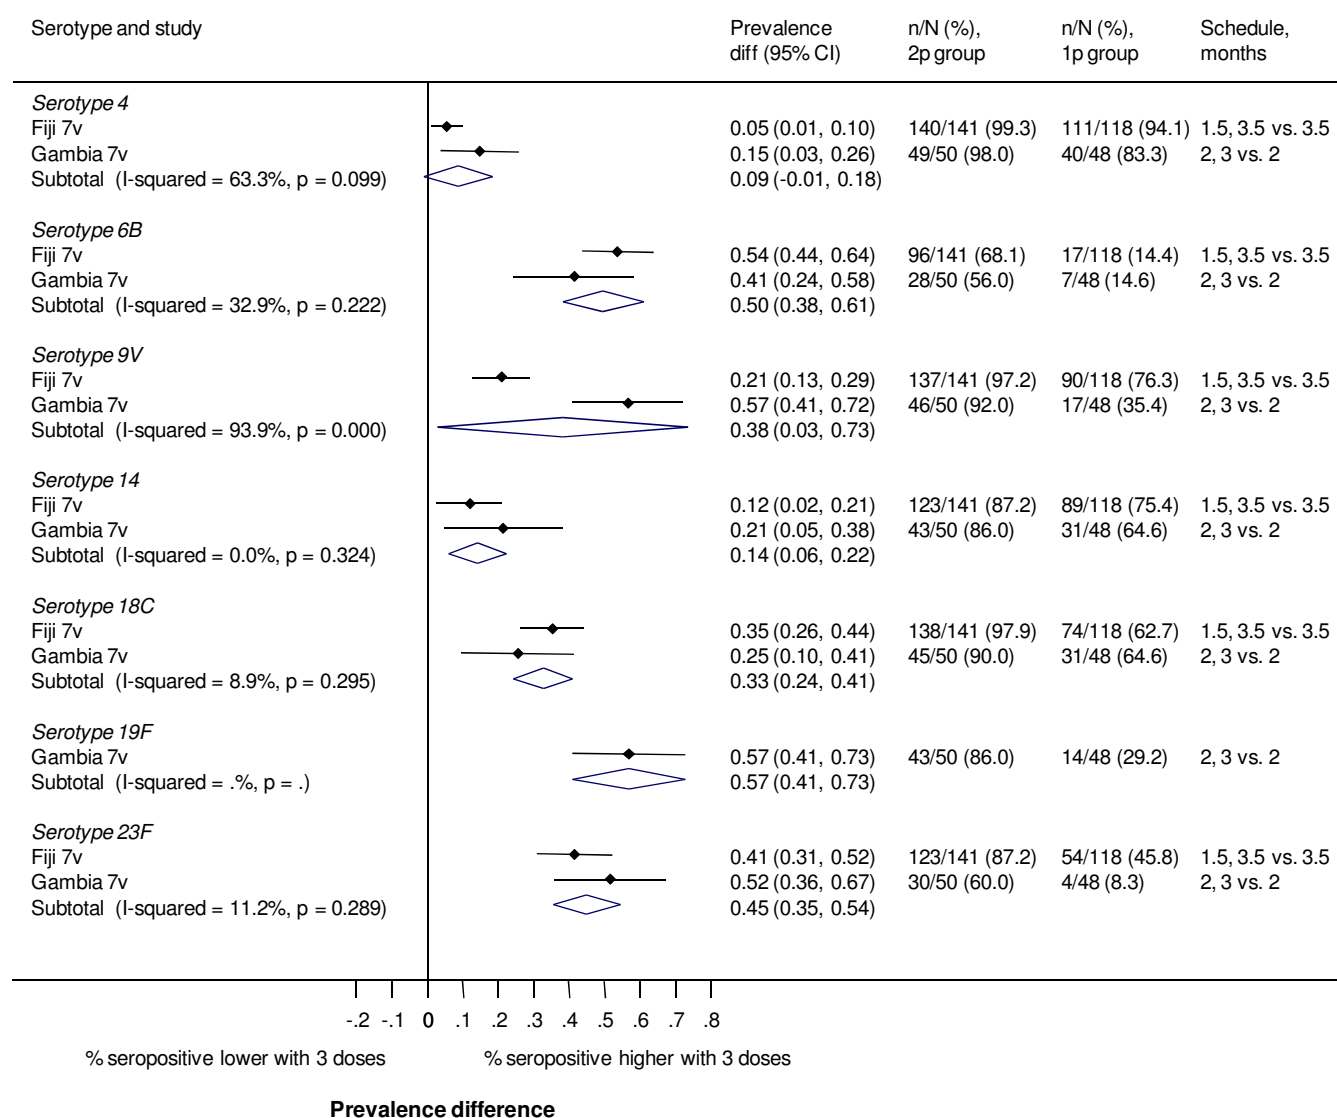 Serotype and study Prevalence diff (95% CI) n/N (%), 2p group n/N (%), 1p group Schedule, months
Serotype 4
Fiji 7v 0.05 (0.01, 0.10) 140/141 (99.3) 111/118 (94.1) 1.5, 3.5 vs. 3.5
Gambia 7v 0.15 (0.03, 0.26) 49/50 (98.0) 40/48 (83.3) 2, 3 vs. 2
Subtotal (I-squared = 63.3%, p = 0.099) 0.09 (-0.01, 0.18)
Serotype 6B
Fiji 7v 0.54 (0.44, 0.64) 96/141 (68.1) 17/118 (14.4) 1.5, 3.5 vs. 3.5
Gambia 7v 0.41 (0.24, 0.58) 28/50 (56.0) 7/48 (14.6) 2, 3 vs. 2
Subtotal (I-squared = 32.9%, p = 0.222) 0.50 (0.38, 0.61)
Serotype 9V
Fiji 7v 0.21 (0.13, 0.29) 137/141 (97.2) 90/118 (76.3) 1.5, 3.5 vs. 3.5
Gambia 7v 0.57 (0.41, 0.72) 46/50 (92.0) 17/48 (35.4) 2, 3 vs. 2
Subtotal (I-squared = 93.9%, p = 0.000) 0.38 (0.03, 0.73)
Serotype 14
Fiji 7v 0.12 (0.02, 0.21) 123/141 (87.2) 89/118 (75.4) 1.5, 3.5 vs. 3.5
Gambia 7v 0.21 (0.05, 0.38) 43/50 (86.0) 31/48 (64.6) 2, 3 vs. 2
Subtotal (I-squared = 0.0%, p = 0.324) 0.14 (0.06, 0.22)
Serotype 18C
Fiji 7v 0.35 (0.26, 0.44) 138/141 (97.9) 74/118 (62.7) 1.5, 3.5 vs. 3.5
Gambia 7v 0.25 (0.10, 0.41) 45/50 (90.0) 31/48 (64.6) 2, 3 vs. 2
Subtotal (I-squared = 8.9%, p = 0.295) 0.33 (0.24, 0.41)
Serotype 19F
Gambia 7v 0.57 (0.41, 0.73) 43/50 (86.0) 14/48 (29.2) 2, 3 vs. 2
Subtotal (I-squared = .%, p = .) 0.57 (0.41, 0.73)
Serotype 23F
Fiji 7v 0.41 (0.31, 0.52) 123/141 (87.2) 54/118 (45.8) 1.5, 3.5 vs. 3.5
Gambia 7v 0.52 (0.36, 0.67) 30/50 (60.0) 4/48 (8.3) 2, 3 vs. 2
Subtotal (I-squared = 11.2%, p = 0.289) 0.45 (0.35, 0.54)
-.2 -.1 0 .1 .2 .3 .4 .5 .6 .7 .8
% seropositive lower with 3 doses % seropositive higher with 3 doses
Prevalence difference